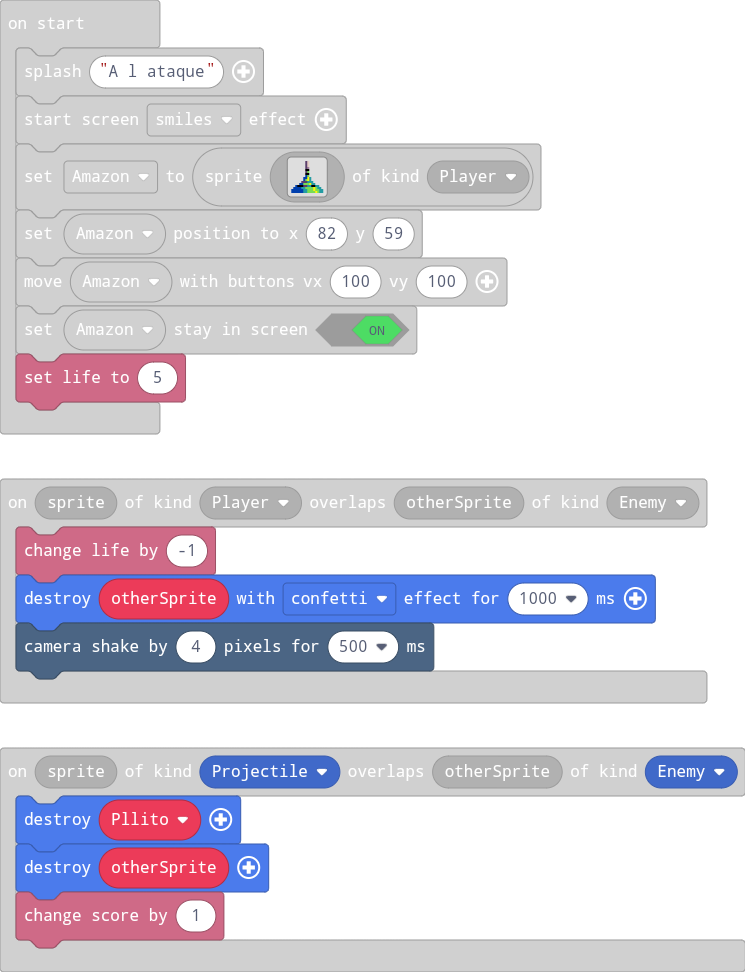 on start
splash "A l ataque"
start screen smiles effect
set Amazon to sprite of kind Player
set Amazon position to x 82 y 59
move Amazon with buttons vx 100 vy 100
set Amazon stay in screen ON
set life to 5
on sprite of kind Player overlaps otherSprite of kind Enemy
change life by -1
destroy otherSprite with confetti effect for 1000 ms
camera shake by 4 pixels for 500 ms
on sprite of kind Projectile overlaps otherSprite of kind Enemy
destroy Pllito
destroy otherSprite
change score by 1